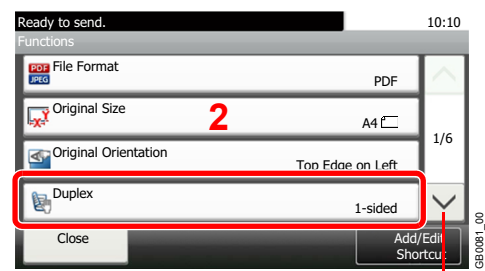 Ready to send. 10:10
Functions
PDF JPEG File Format
PDF
Original Size
2
A4
1/6
Original Orientation
Top Edge on Left
Duplex
1-sided
Close
Add/Edit
Shortcut
GB0081_00